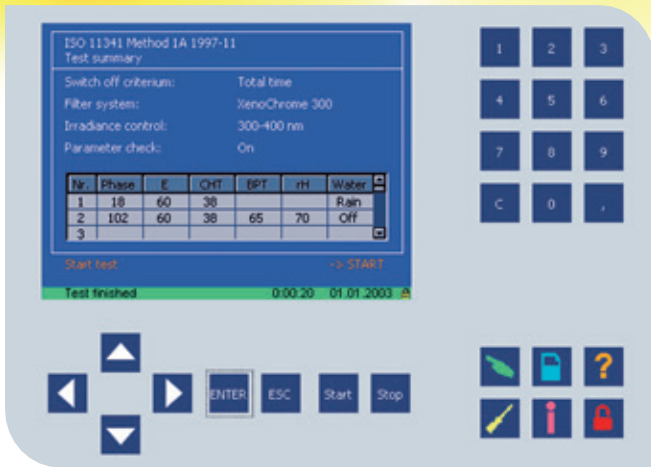 ISO 11341 Method 1A 1997-11
Test summary
Switch off criterium: Total time
Filter system: XenoChrome 300
Irradiance control: 300-400 nm
Parameter check: On
Nr. Phase E CHT BPT rH Water
1 18 60 38 Rain
2 102 60 38 65 70 Off
3
Start test -> START
Test finished 0:00:20 01.01.2003
1 2 3
4 5 6
7 8 9
C 0 ,
ENTER ESC Start Stop
?
i